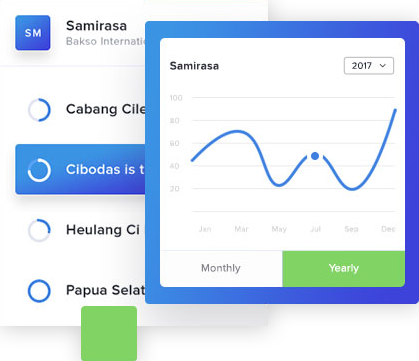 SM
Samirasa
Bakso Internatio
Cabang Cile
Cibodas is t
Heulang Ci
Papua Selat
Samirasa
2017
100
80
60
40
20
Jan Mar May Jul Sep Dec
Monthly
Yearly